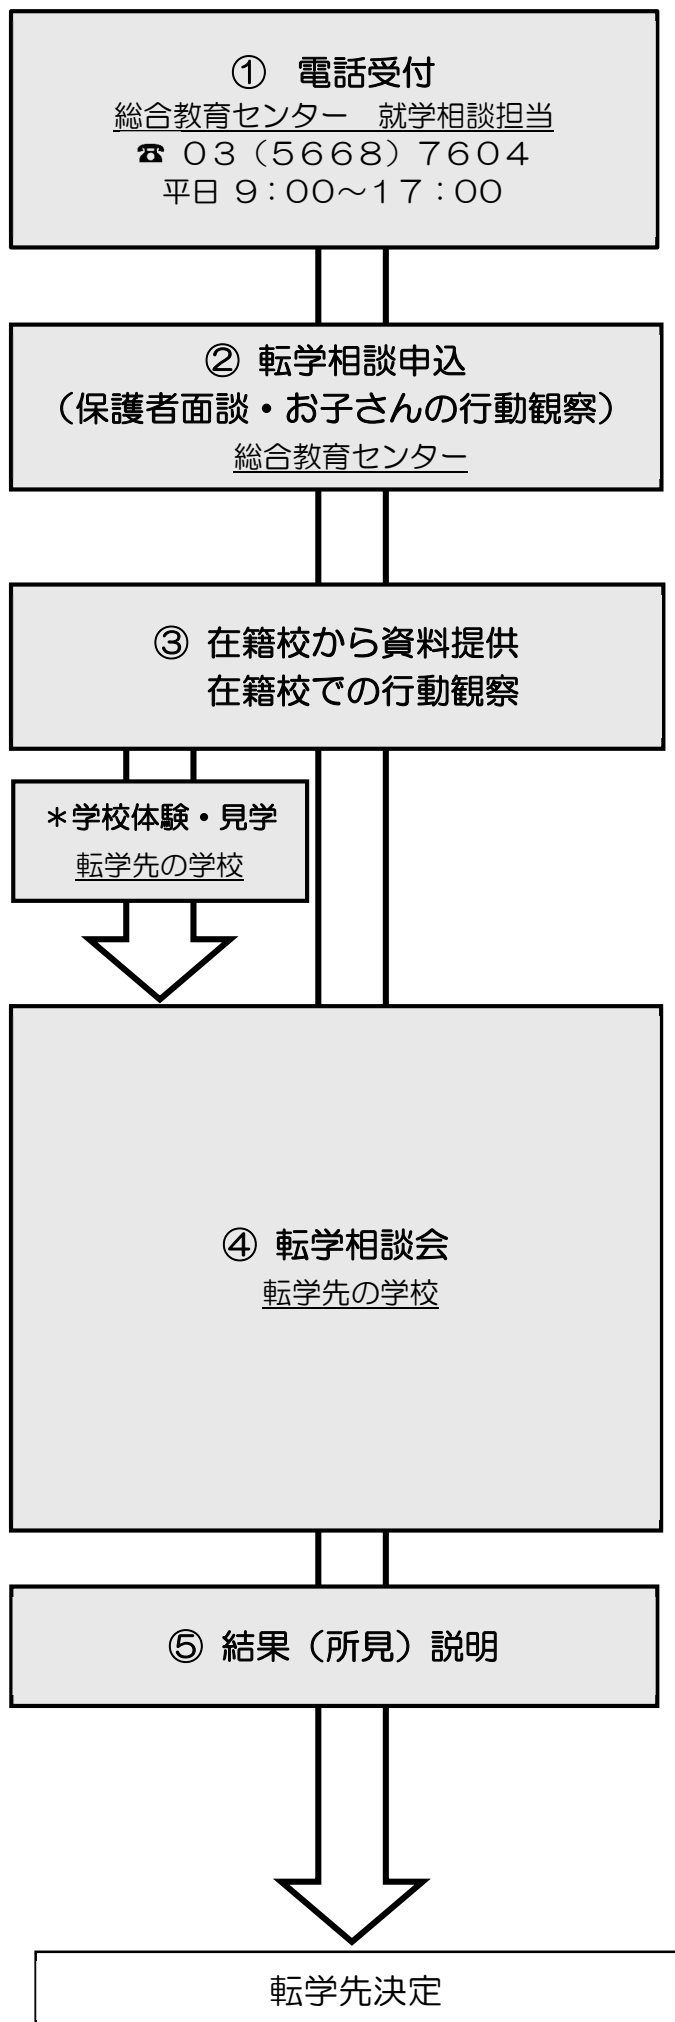 ① 電話受付
総合教育センター 就学相談担当
☎ ０３（５６６８）７６０４
平日 ９：００～１７：００
② 転学相談申込
（保護者面談・お子さんの行動観察）
総合教育センター
③ 在籍校から資料提供
在籍校での行動観察
＊学校体験・見学
転学先の学校
④ 転学相談会
転学先の学校
⑤ 結果（所見）説明
転学先決定